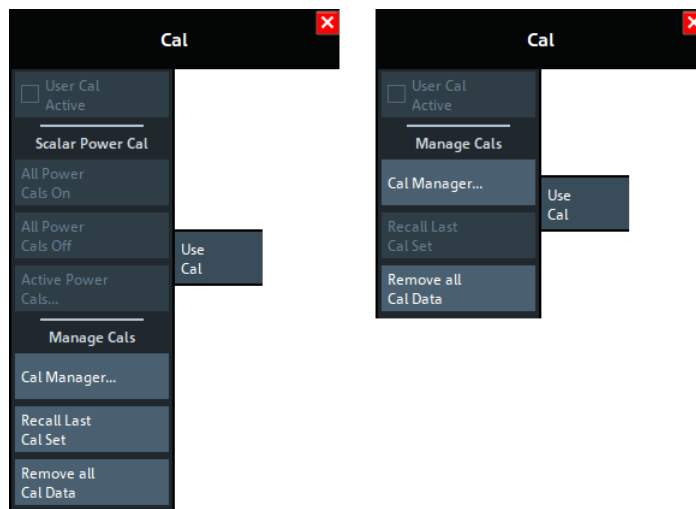 Cal
User Cal
Active
Scalar Power Cal
All Power
Cals On
All Power
Cals Off
Active Power
Cals...
Use
Cal
Manage Cals
Cal Manager...
Recall Last
Cal Set
Remove all
Cal Data
Cal
User Cal
Active
Manage Cals
Cal Manager...
Use
Cal
Recall Last
Cal Set
Remove all
Cal Data